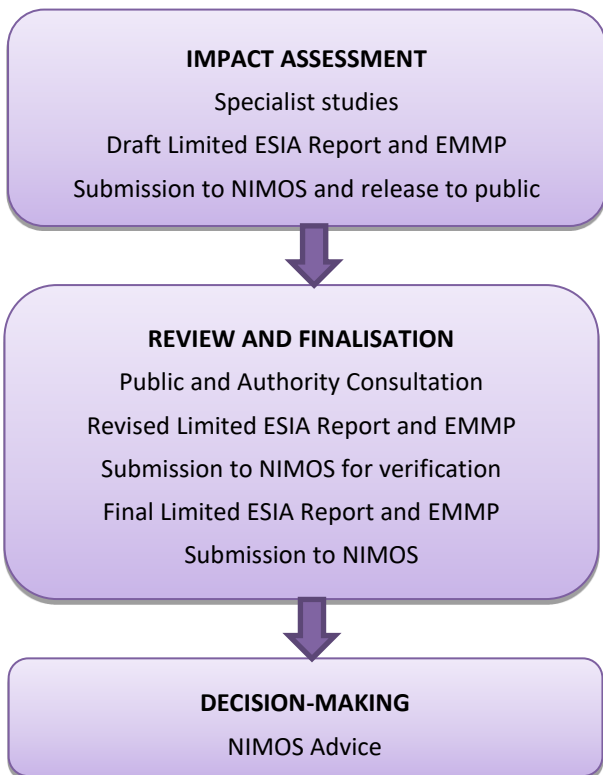 IMPACT ASSESSMENT
Specialist studies
Draft Limited ESIA Report and EMMP
Submission to NIMOS and release to public
REVIEW AND FINALISATION
Public and Authority Consultation
Revised Limited ESIA Report and EMMP
Submission to NIMOS for verification
Final Limited ESIA Report and EMMP
Submission to NIMOS
DECISION-MAKING
NIMOS Advice